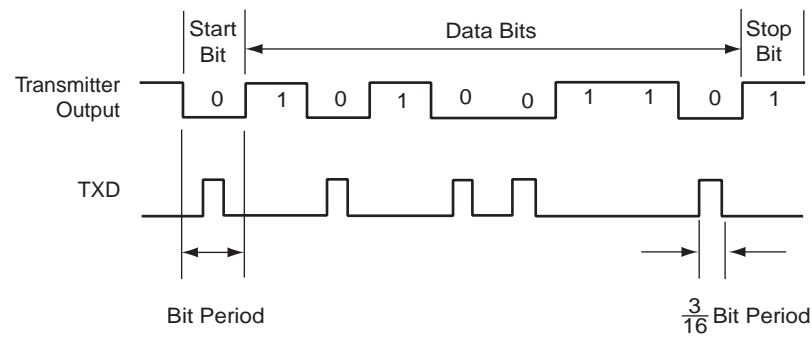 Start
Bit
Data Bits
Stop
Bit
Transmitter
Output
0 1 0 1 0 0 1 1 0 1
TXD
Bit Period
3
16 Bit Period